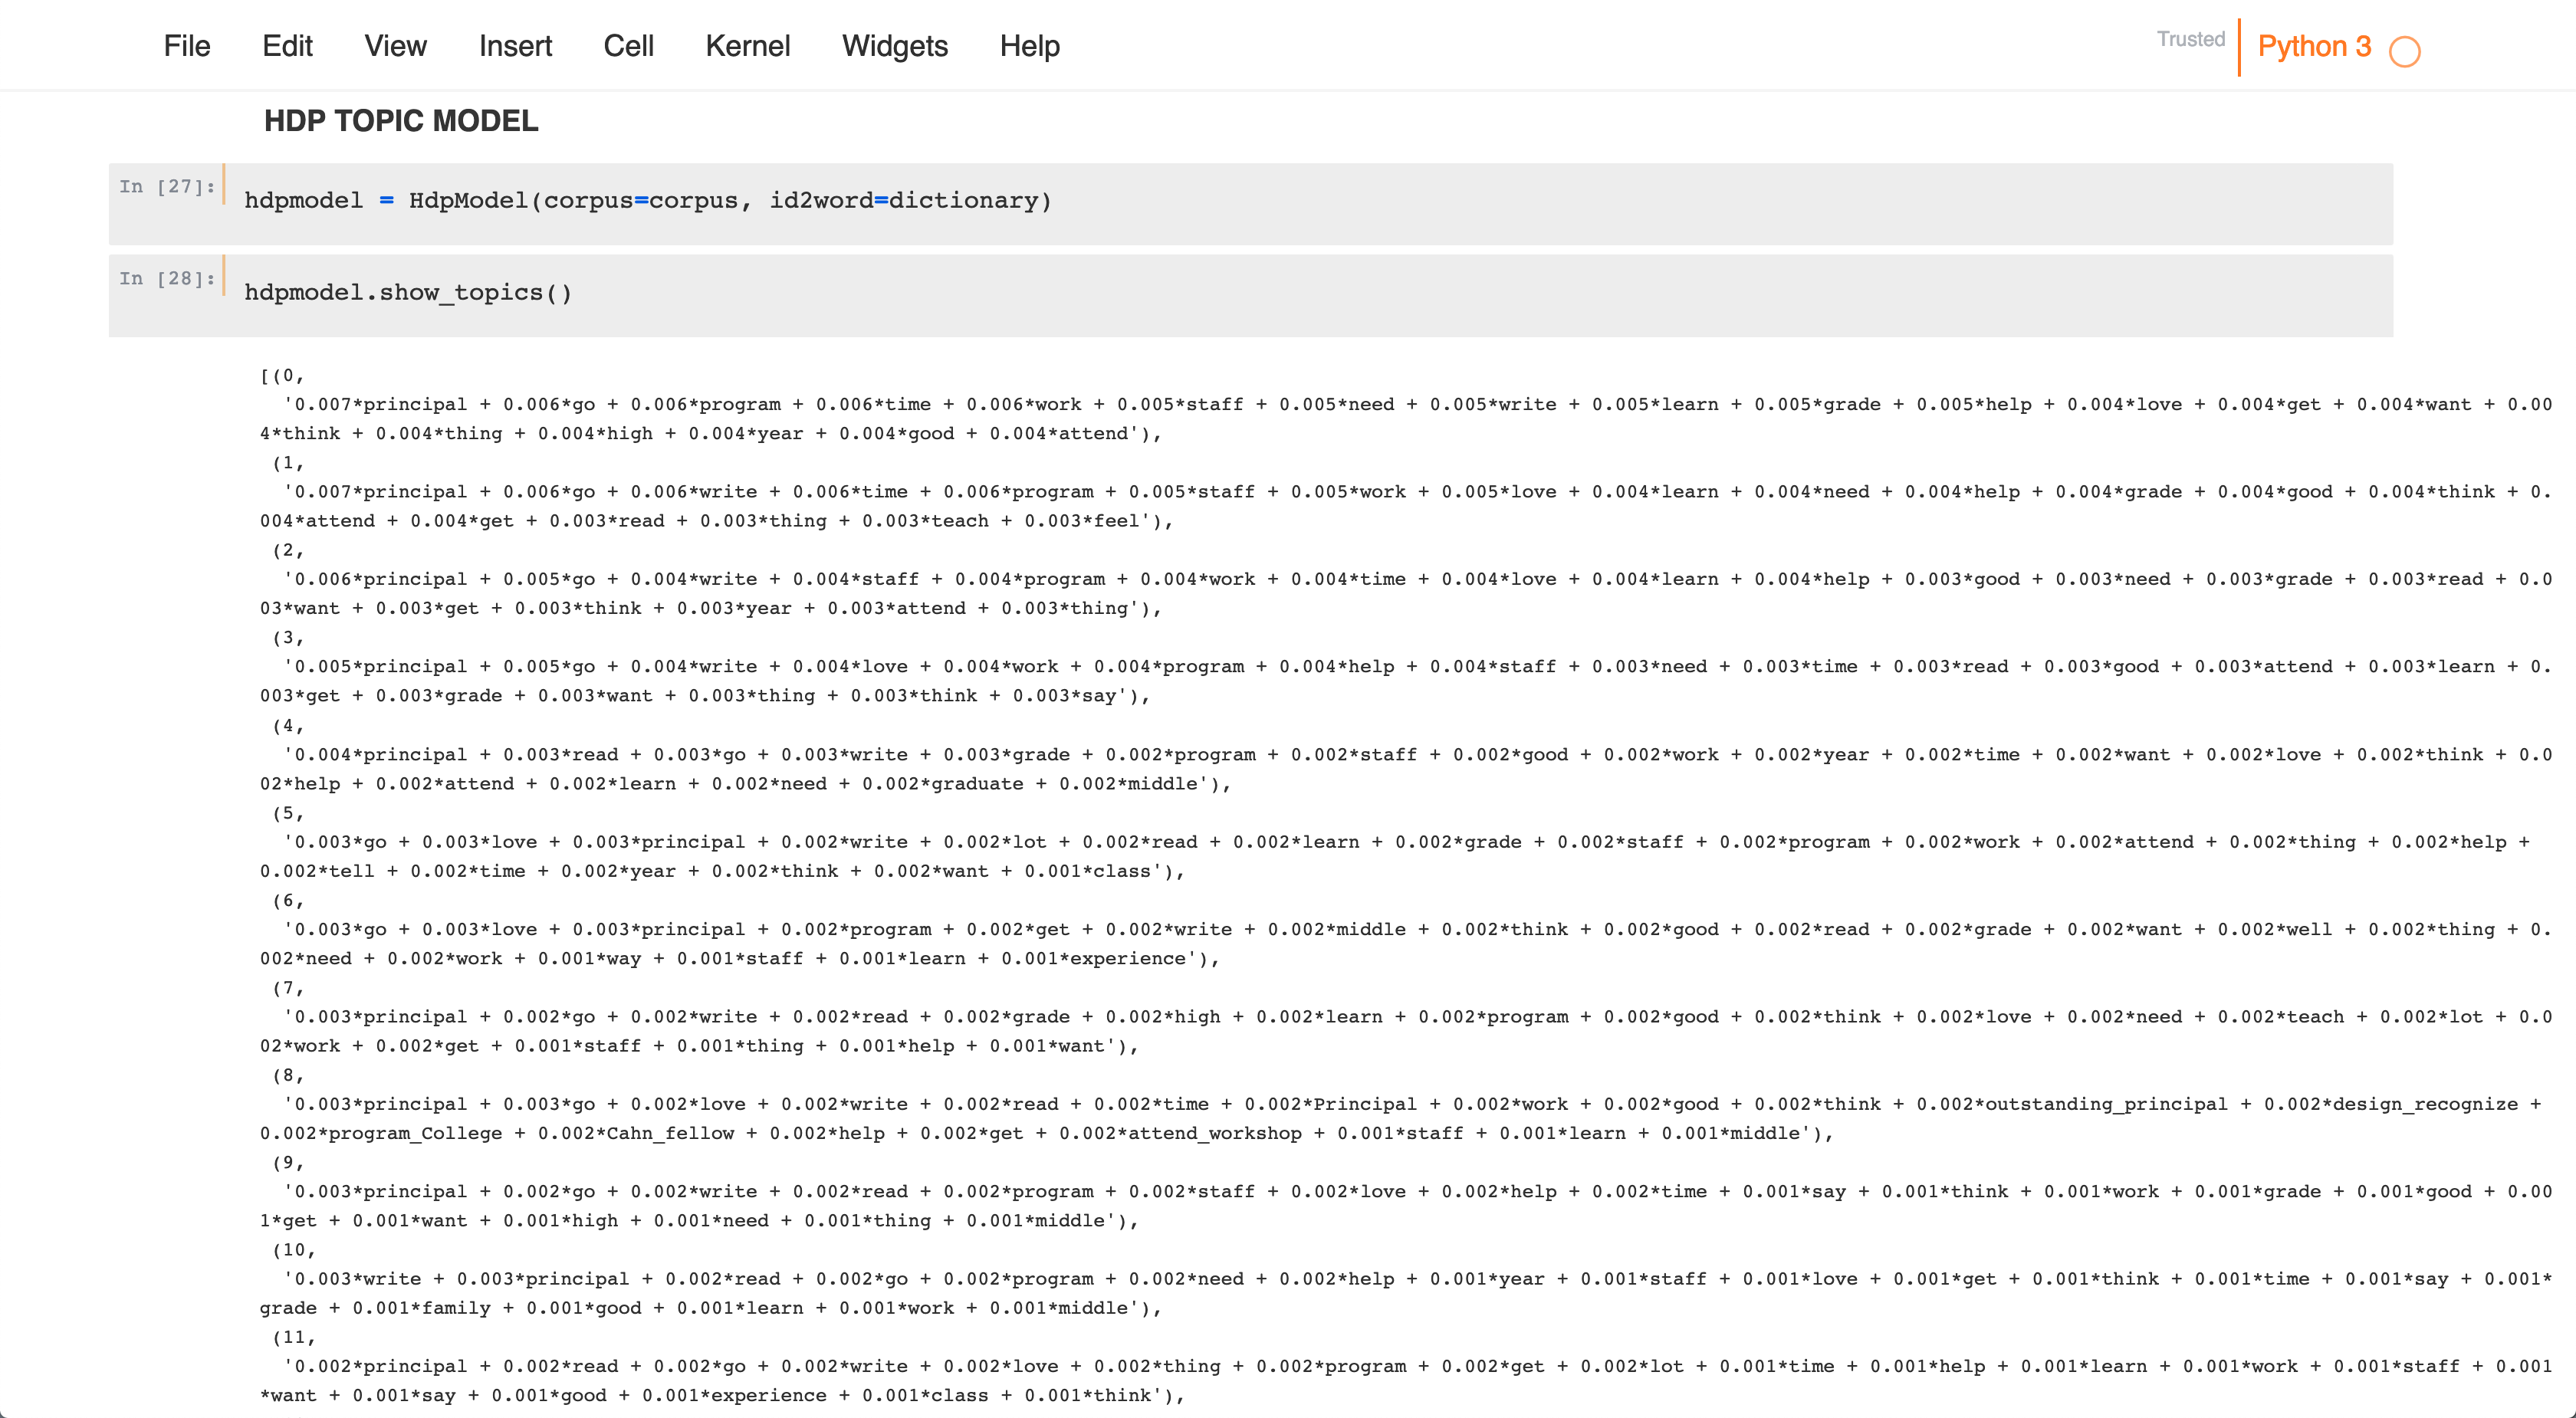 File Edit View Insert Cell Kernel Widgets Help Trusted Python 3
HDP TOPIC MODEL
In [27]: hdpmodel = HdpModel(corpus=corpus, id2word=dictionary)
In [28]: hdpmodel.show_topics()
[(0,
'0.007*principal + 0.006*go + 0.006*program + 0.006*time + 0.006*work + 0.005*staff + 0.005*need + 0.005*write + 0.005*learn + 0.005*grade + 0.005*help + 0.004*love + 0.004*get + 0.004*want + 0.00
4*think + 0.004*thing + 0.004*high + 0.004*year + 0.004*good + 0.004*attend'),
(1,
'0.007*principal + 0.006*go + 0.006*write + 0.006*time + 0.006*program + 0.005*staff + 0.005*work + 0.005*love + 0.004*learn + 0.004*need + 0.004*help + 0.004*grade + 0.004*good + 0.004*think + 0.
004*attend + 0.004*get + 0.003*read + 0.003*thing + 0.003*teach + 0.003*feel'),
(2,
'0.006*principal + 0.005*go + 0.004*write + 0.004*staff + 0.004*program + 0.004*work + 0.004*time + 0.004*love + 0.004*learn + 0.004*help + 0.003*good + 0.003*need + 0.003*grade + 0.003*read + 0.0
03*want + 0.003*get + 0.003*think + 0.003*year + 0.003*attend + 0.003*thing'),
(3,
'0.005*principal + 0.005*go + 0.004*write + 0.004*love + 0.004*work + 0.004*program + 0.004*help + 0.004*staff + 0.003*need + 0.003*time + 0.003*read + 0.003*good + 0.003*attend + 0.003*learn + 0.
003*get + 0.003*grade + 0.003*want + 0.003*thing + 0.003*think + 0.003*say'),
(4,
'0.004*principal + 0.003*read + 0.003*go + 0.003*write + 0.003*grade + 0.002*program + 0.002*staff + 0.002*good + 0.002*work + 0.002*year + 0.002*time + 0.002*want + 0.002*love + 0.002*think + 0.0
02*help + 0.002*attend + 0.002*learn + 0.002*need + 0.002*graduate + 0.002*middle'),
(5,
'0.003*go + 0.003*love + 0.003*principal + 0.002*write + 0.002*lot + 0.002*read + 0.002*learn + 0.002*grade + 0.002*staff + 0.002*program + 0.002*work + 0.002*attend + 0.002*thing + 0.002*help +
0.002*tell + 0.002*time + 0.002*year + 0.002*think + 0.002*want + 0.001*class'),
(6,
'0.003*go + 0.003*love + 0.003*principal + 0.002*program + 0.002*get + 0.002*write + 0.002*middle + 0.002*think + 0.002*good + 0.002*read + 0.002*grade + 0.002*want + 0.002*well + 0.002*thing + 0.
002*need + 0.002*work + 0.001*way + 0.001*staff + 0.001*learn + 0.001*experience'),
(7,
'0.003*principal + 0.002*go + 0.002*write + 0.002*read + 0.002*grade + 0.002*high + 0.002*learn + 0.002*program + 0.002*good + 0.002*think + 0.002*love + 0.002*need + 0.002*teach + 0.002*lot + 0.0
02*work + 0.002*get + 0.001*staff + 0.001*thing + 0.001*help + 0.001*want'),
(8,
'0.003*principal + 0.003*go + 0.002*love + 0.002*write + 0.002*read + 0.002*time + 0.002*Principal + 0.002*work + 0.002*good + 0.002*think + 0.002*outstanding_principal + 0.002*design_recognize +
0.002*program_College + 0.002*Cahn_fellow + 0.002*help + 0.002*get + 0.002*attend_workshop + 0.001*staff + 0.001*learn + 0.001*middle'),
(9,
'0.003*principal + 0.002*go + 0.002*write + 0.002*read + 0.002*program + 0.002*staff + 0.002*love + 0.002*help + 0.002*time + 0.001*say + 0.001*think + 0.001*work + 0.001*grade + 0.001*good + 0.00
1*get + 0.001*want + 0.001*high + 0.001*need + 0.001*thing + 0.001*middle'),
(10,
'0.003*write + 0.003*principal + 0.002*read + 0.002*go + 0.002*program + 0.002*need + 0.002*help + 0.001*year + 0.001*staff + 0.001*love + 0.001*get + 0.001*think + 0.001*time + 0.001*say + 0.001*
grade + 0.001*family + 0.001*good + 0.001*learn + 0.001*work + 0.001*middle'),
(11,
'0.002*principal + 0.002*read + 0.002*go + 0.002*write + 0.002*love + 0.002*thing + 0.002*program + 0.002*get + 0.002*lot + 0.001*time + 0.001*help + 0.001*learn + 0.001*work + 0.001*staff + 0.001
*want + 0.001*say + 0.001*good + 0.001*experience + 0.001*class + 0.001*think'),